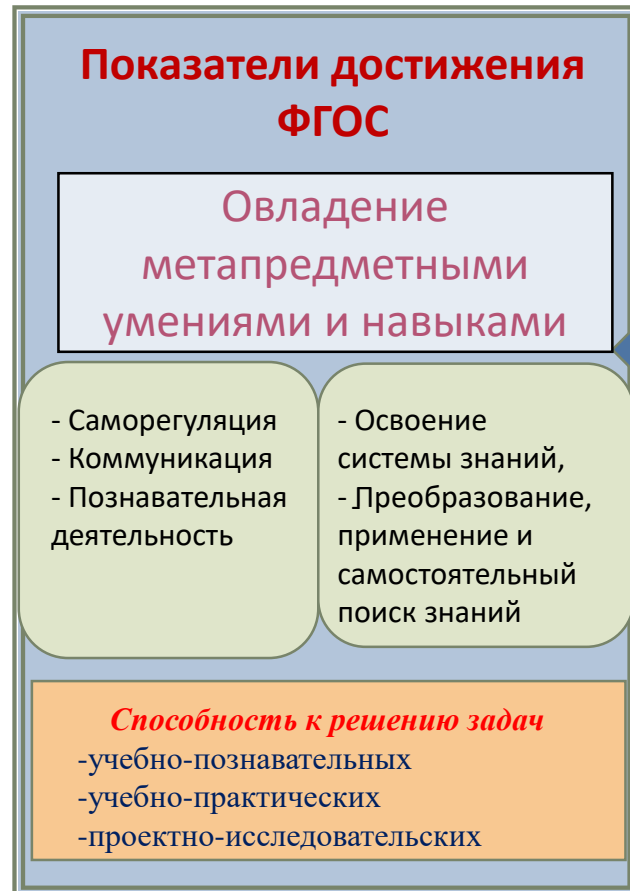 Показатели достижения
ФГОС
Овладение
метапредметными
умениями и навыками
- Саморегуляция
- Коммуникация
- Познавательная
деятельность
- Освоение
системы знаний,
- Преобразование,
применение и
самостоятельный
поиск знаний
Способность к решению задач
-учебно-познавательных
-учебно-практических
-проектно-исследовательских